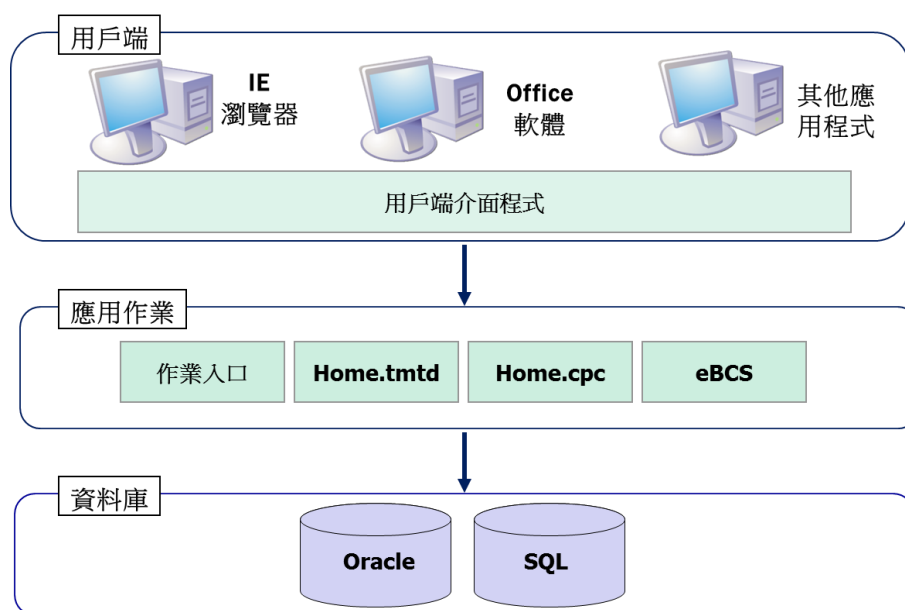 用戶端
IE
瀏覽器
Office
軟體
其他應
用程式
用戶端介面程式
應用作業
作業入口
Home.tmtd
Home.cpc
eBCS
資料庫
Oracle
SQL